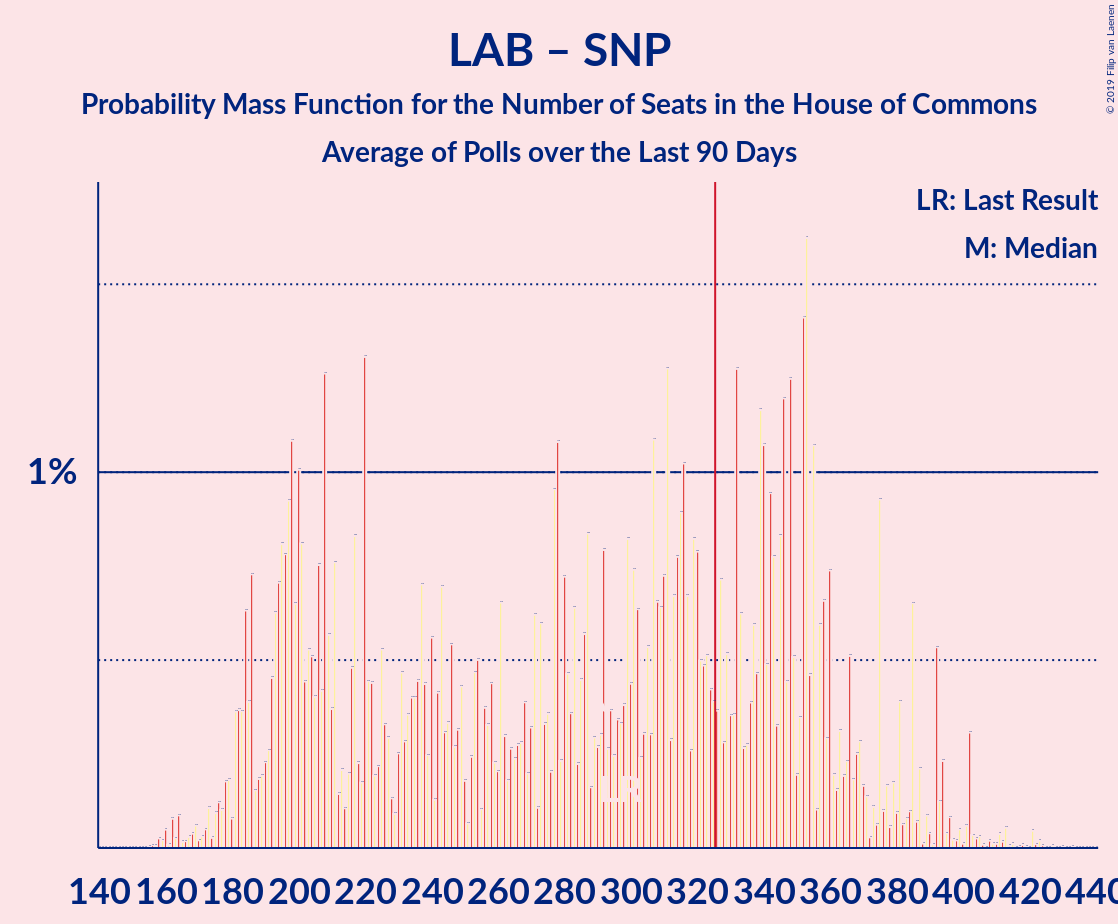 LAB – SNP
Probability Mass Function for the Number of Seats in the House of Commons
Average of Polls over the Last 90 Days
© 2019 Filip van Laenen
LR: Last Result
M: Median
1%
M
LR
140 160 180 200 220 240 260 280 300 320 340 360 380 400 420 440